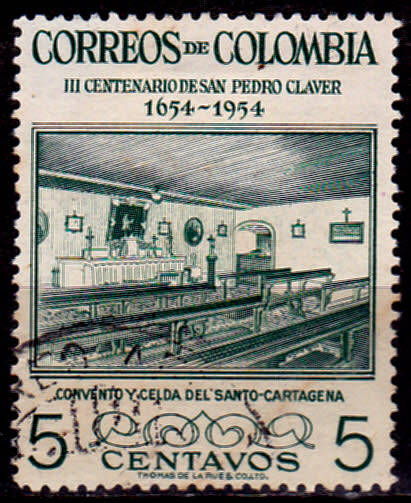 CORREOS DE COLOMBIA
III CENTENARIO DE SAN PEDRO CLAVER
1654~1954
CONVENTO Y CELDA DEL SANTO-CARTAGENA
5 CENTAVOS 5
THOMAS DE LA RUE & CO. LTD.